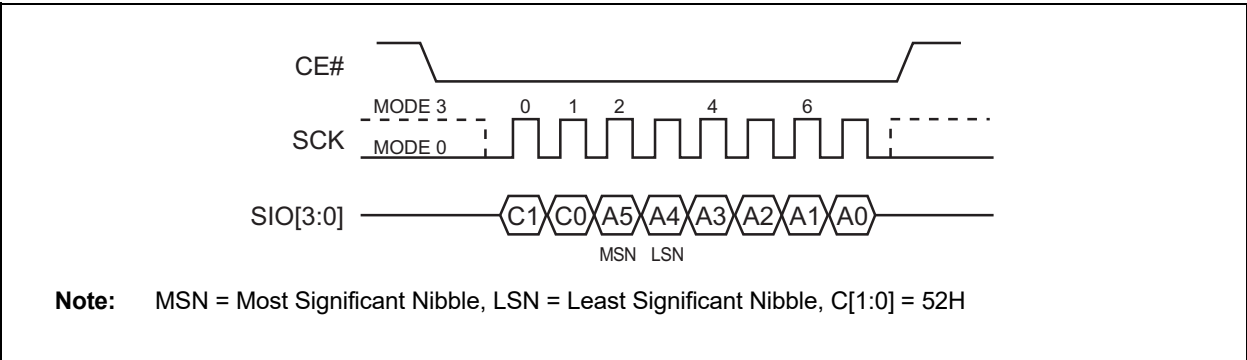 CE#
MODE 3 0 1 2 4 6
SCK
MODE 0
SIO[3:0] C1 C0 A5 A4 A3 A2 A1 A0
MSN LSN
Note: MSN = Most Significant Nibble, LSN = Least Significant Nibble, C[1:0] = 52H